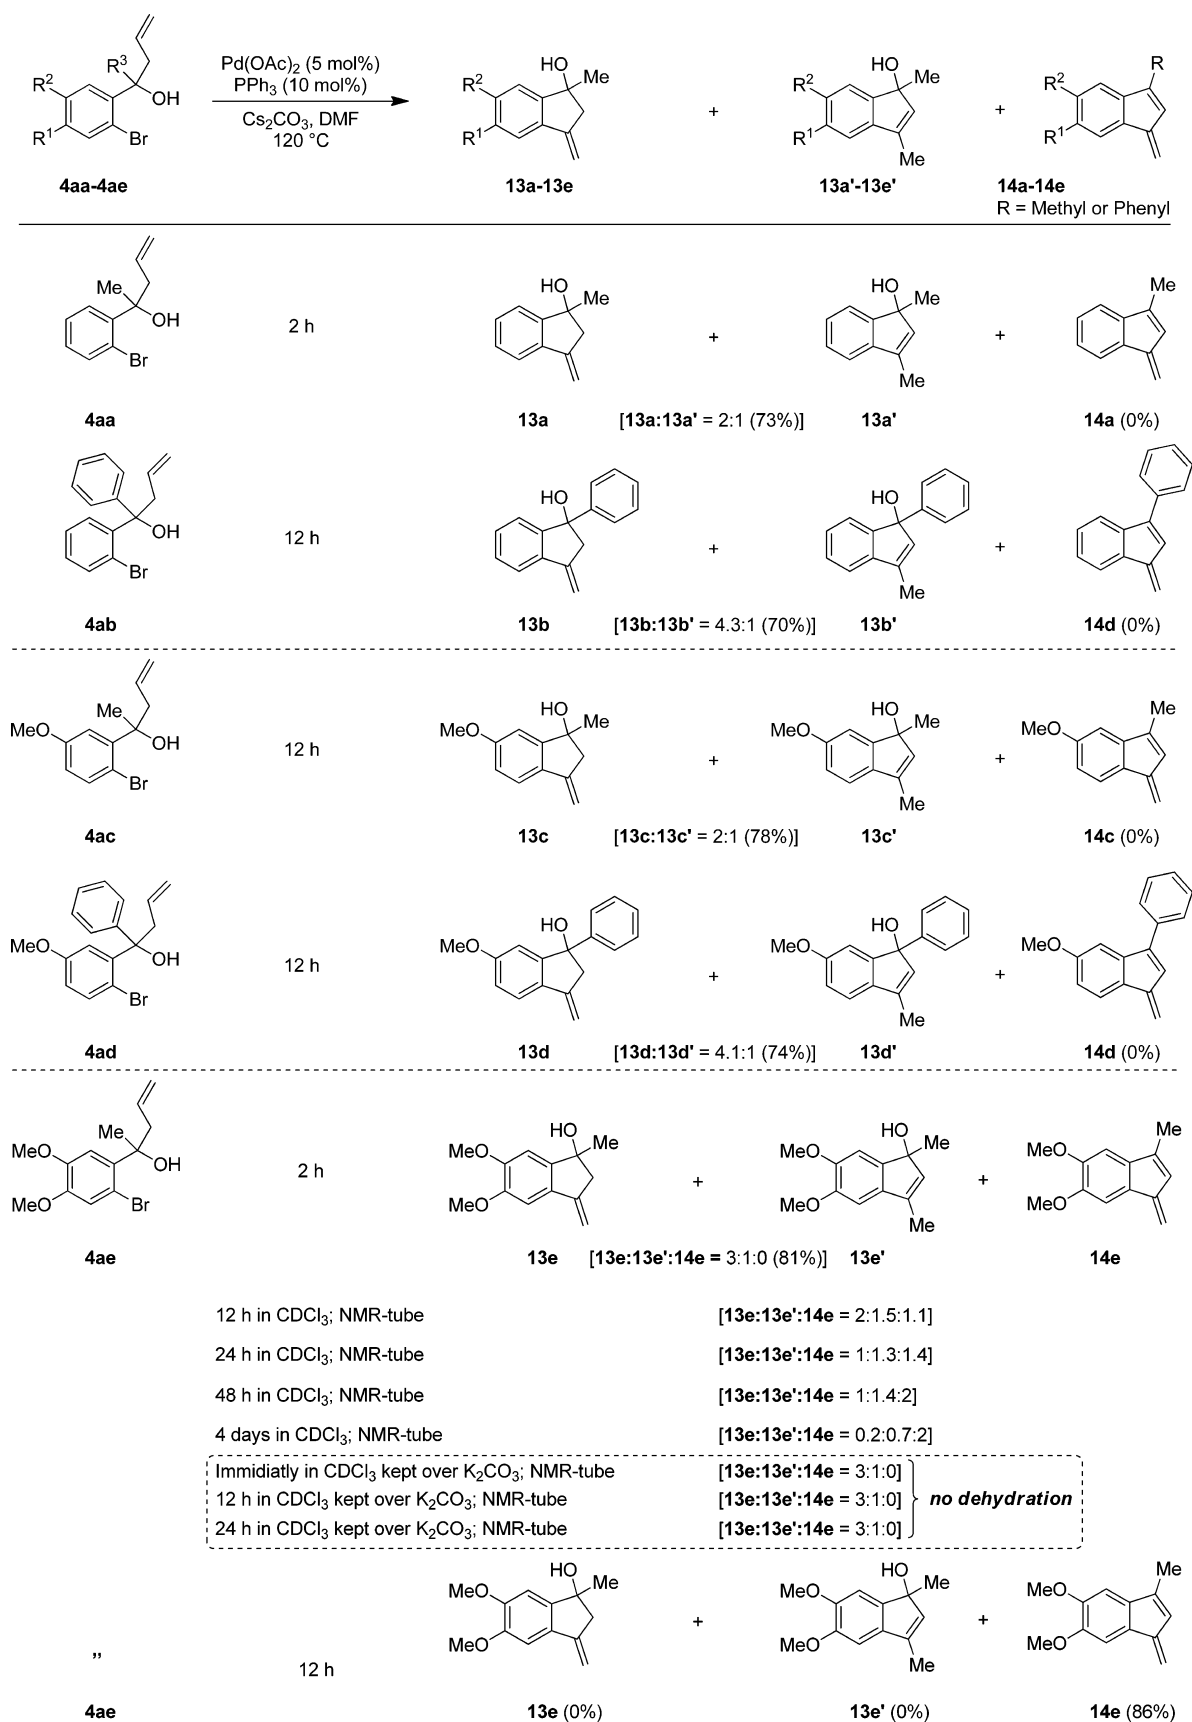 R³
R²
R¹
OH
Br
4aa-4ae
Pd(OAc)₂ (5 mol%)
PPh₃ (10 mol%)
Cs₂CO₃, DMF
120 °C
HO
Me
R²
R¹
13a-13e
+
HO
Me
R²
R¹
Me
13a'-13e'
+
R
R²
R¹
14a-14e
R = Methyl or Phenyl
Me
OH
Br
4aa
2 h
HO
Me
13a
+
[13a:13a' = 2:1 (73%)]
HO
Me
Me
13a'
+
Me
14a (0%)
OH
Br
4ab
12 h
HO
13b
+
[13b:13b' = 4.3:1 (70%)]
HO
Me
13b'
+
14d (0%)
Me
MeO
OH
Br
4ac
12 h
HO
Me
MeO
13c
+
[13c:13c' = 2:1 (78%)]
HO
Me
MeO
Me
13c'
+
Me
MeO
14c (0%)
MeO
OH
Br
4ad
12 h
HO
MeO
13d
+
[13d:13d' = 4.1:1 (74%)]
HO
MeO
Me
13d'
+
MeO
14d (0%)
Me
MeO
OH
MeO
Br
4ae
2 h
HO
Me
MeO
MeO
13e
+
[13e:13e':14e = 3:1:0 (81%)]
HO
Me
MeO
MeO
Me
13e'
+
Me
MeO
MeO
14e
12 h in CDCl₃; NMR-tube [13e:13e':14e = 2:1.5:1.1]
24 h in CDCl₃; NMR-tube [13e:13e':14e = 1:1.3:1.4]
48 h in CDCl₃; NMR-tube [13e:13e':14e = 1:1.4:2]
4 days in CDCl₃; NMR-tube [13e:13e':14e = 0.2:0.7:2]
Immidiatly in CDCl₃ kept over K₂CO₃; NMR-tube [13e:13e':14e = 3:1:0]
12 h in CDCl₃ kept over K₂CO₃; NMR-tube [13e:13e':14e = 3:1:0]
no dehydration
24 h in CDCl₃ kept over K₂CO₃; NMR-tube [13e:13e':14e = 3:1:0]
”
4ae
12 h
HO
Me
MeO
MeO
13e (0%)
+
HO
Me
MeO
MeO
Me
13e' (0%)
+
Me
MeO
MeO
14e (86%)